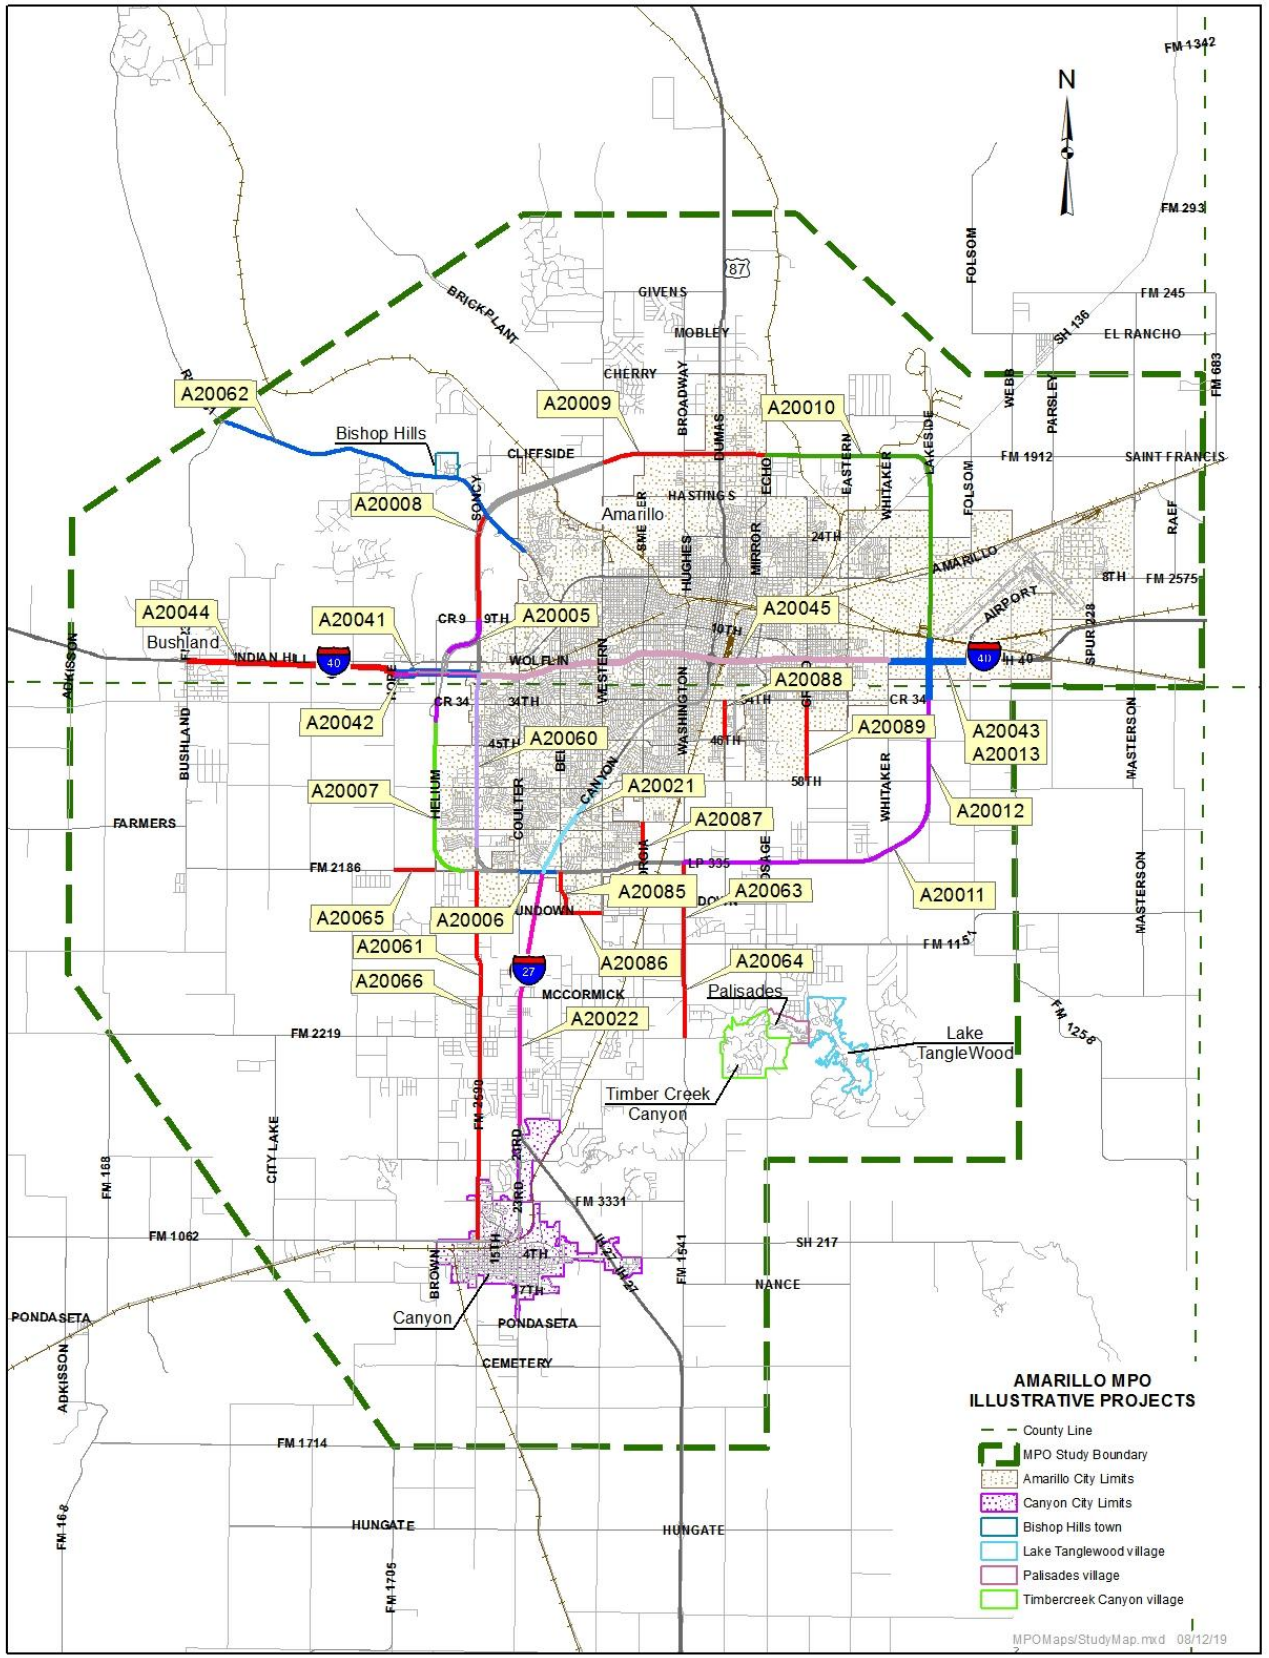 FM 1342
N
FM 293
FOLSOM
87
GIVENS
FM 245
BRICKPLANT
MOBLEY
SH 136
EL RANCHO
CHERRY
BROADWAY
WEBB
PARSLEY
FM 683
A20062
A20009
A20010
DUMAS
LAKESIDE
Bishop Hills
CLIFFSIDE
ECHO
EASTERN
WHITAKER
FOLSOM
FM 1912
SAINT FRANCIS
A20008
SONCY
HASTINGS
Amarillo
RAEF
24TH
HUGHES
MIRROR
AMARILLO
8TH
FM 2575
AIRPORT
A20044
A20041
CR 9
9TH
A20005
A20045
SPUR 228
Bushland
10TH
ADKISSON
INDIAN HILL
40
WOLFLIN
WESTERN
40
IH 40
WASHINGTON
A20088
CR 34
34TH
34TH
CR 34
A20042
BUSHLAND
45TH
A20060
46TH
A20089
A20043
A20013
MASTERSON
HELIUM
COULTER
CANYON
A20021
58TH
WHITAKER
A20007
A20012
FARMERS
A20087
OSAGE
FM 2186
LP 335
MASTERSON
A20065
A20006
UNDOWN
A20085
A20063
A20011
A20061
FM 1151
A20066
27
A20086
A20064
MCCORMICK
Palisades
FM 2219
A20022
FM 1258
Lake
TangleWood
FM 2590
Timber Creek
Canyon
CITY LAKE
23RD
FM 168
23RD
FM 3331
FM 1062
15TH
4TH
IH 27
IH 27
FM 1541
SH 217
BROWN
17TH
NANCE
Canyon
PONDASETA
PONDASETA
CEMETERY
ADKISSON
AMARILLO MPO
ILLUSTRATIVE PROJECTS
County Line
FM 1714
MPO Study Boundary
Amarillo City Limits
Canyon City Limits
FM 168
HUNGATE
HUNGATE
Bishop Hills town
Lake Tanglewood village
FM 1705
Palisades village
Timbercreek Canyon village
MPOMaps/StudyMap.mxd 08/12/19